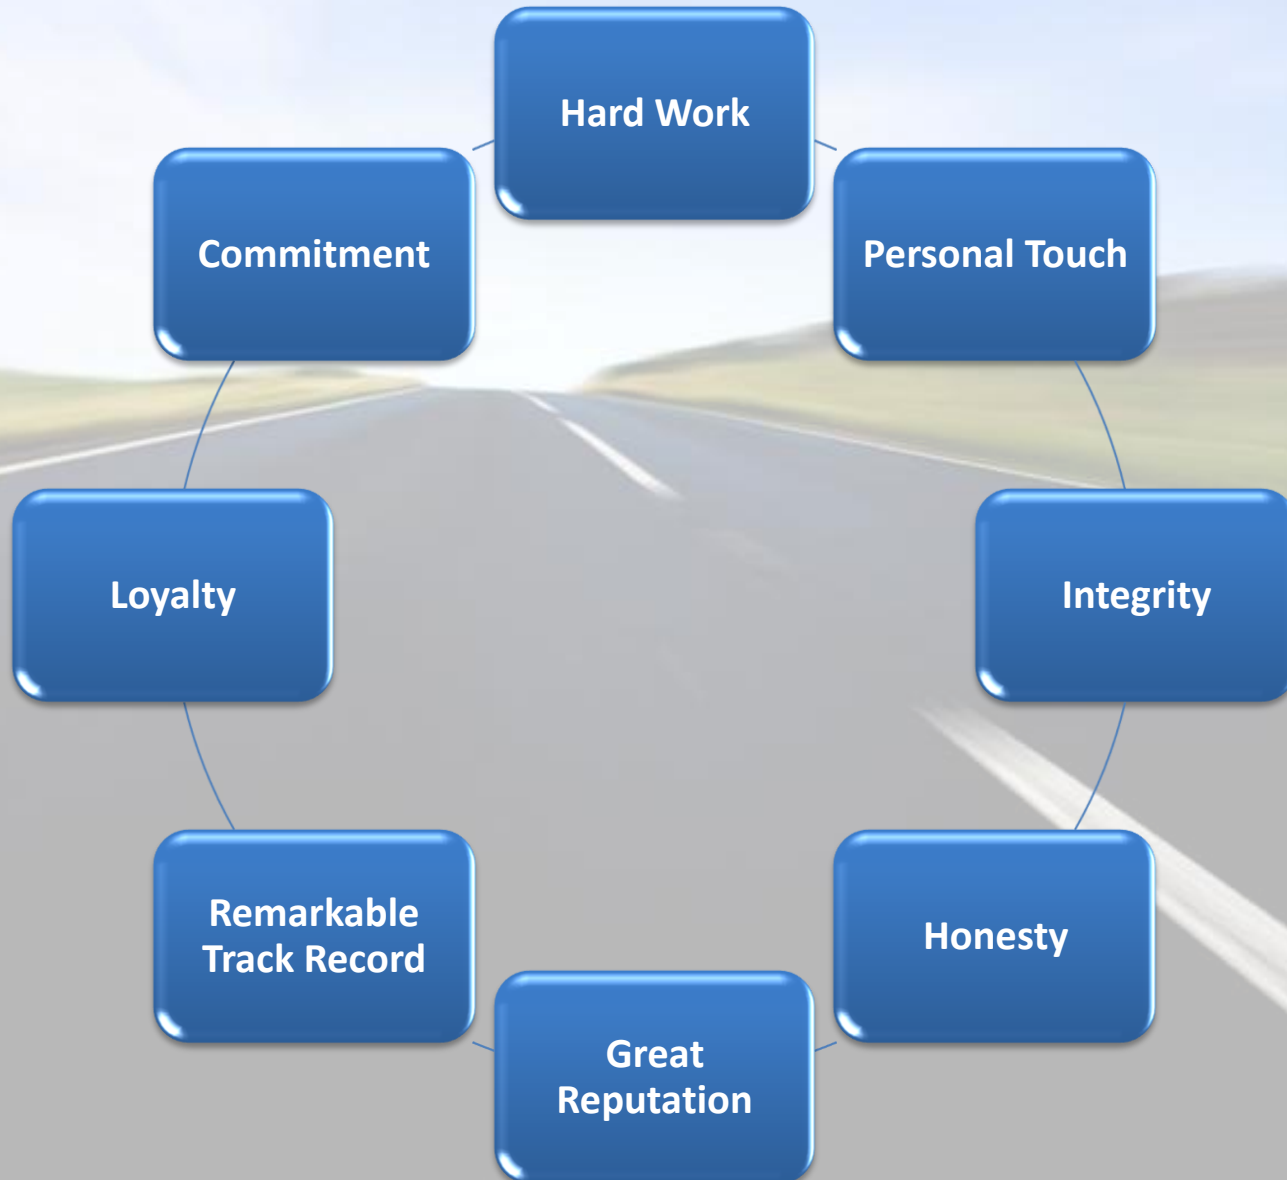 Hard Work
Personal Touch
Integrity
Honesty
Great
Reputation
Remarkable
Track Record
Loyalty
Commitment